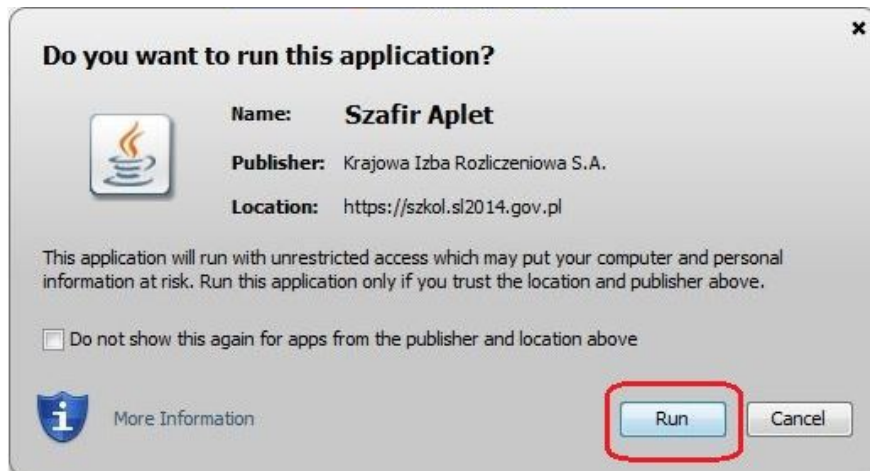 Do you want to run this application?
Name: Szafir Aplet
Publisher: Krajowa Izba Rozliczeniowa S.A.
Location: https://szkol.sl2014.gov.pl
This application will run with unrestricted access which may put your computer and personal
information at risk. Run this application only if you trust the location and publisher above.
Do not show this again for apps from the publisher and location above
More Information
Run Cancel